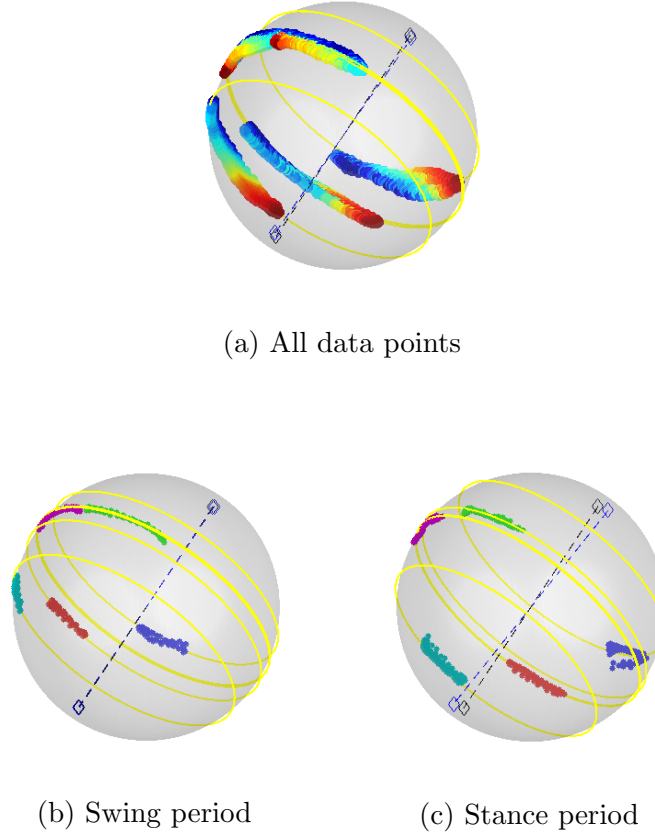 (a) All data points
(b) Swing period
(c) Stance period